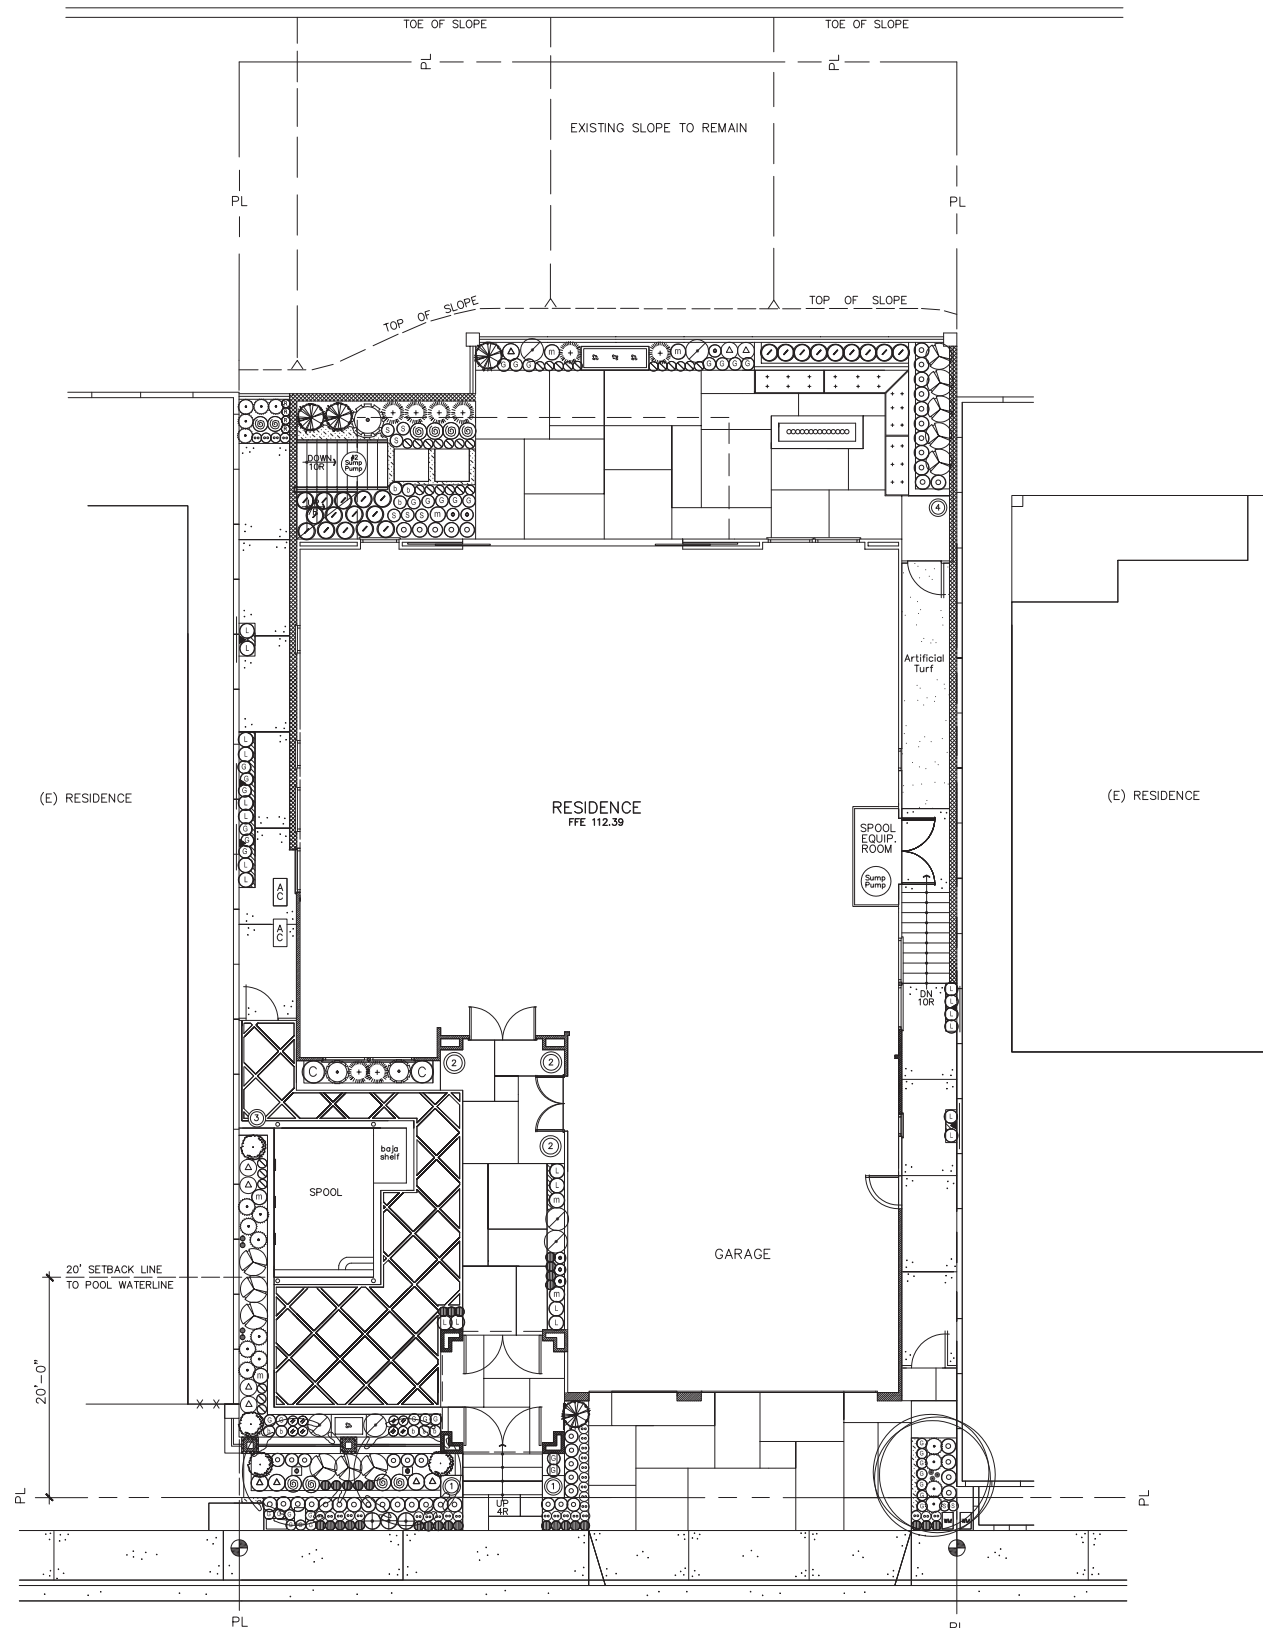 TOE OF SLOPE
TOE OF SLOPE
PL
PL
EXISTING SLOPE TO REMAIN
PL
PL
TOP OF SLOPE
TOP OF SLOPE
DOWN
10R
#2
Sump
Pump
4
Artificial
Turf
(E) RESIDENCE
RESIDENCE
FFE 112.39
(E) RESIDENCE
SPOOL
EQUIP.
ROOM
Sump
Pump
A
C
A
C
DN
10R
2
2
C
C
3
2
baja
shelf
SPOOL
GARAGE
20' SETBACK LINE
TO POOL WATERLINE
20'-0"
1
1
UP
4R
PL
PL
PL
PL